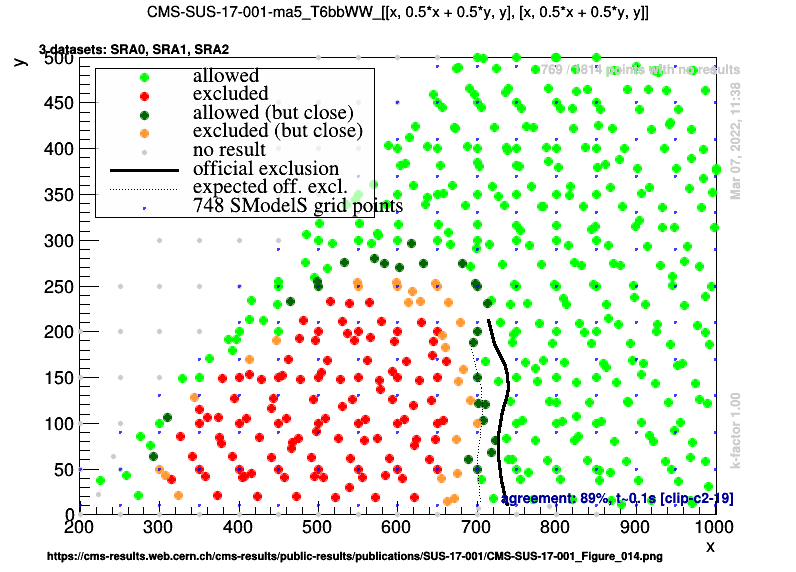 CMS-SUS-17-001-ma5_T6bbWW_[[x, 0.5*x + 0.5*y, y], [x, 0.5*x + 0.5*y, y]]
3 datasets: SRA0, SRA1, SRA2
y
769 / 1814 points with no results
allowed
excluded
allowed (but close)
excluded (but close)
no result
official exclusion
expected off. excl.
748 SModelS grid points
Mar 07, 2022, 11:38
k-factor 1.00
500
450
400
350
300
250
200
150
100
50
0
agreement: 89%, t~0.1s [clip-c2-19]
200 300 400 500 600 700 800 900 1000
x
https://cms-results.web.cern.ch/cms-results/public-results/publications/SUS-17-001/CMS-SUS-17-001_Figure_014.png